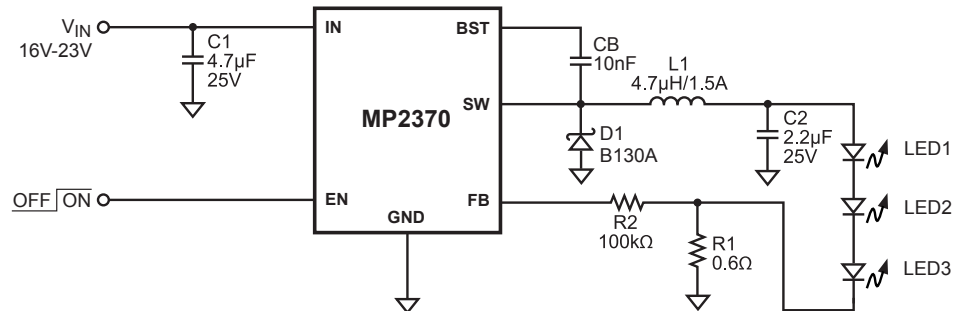 VIN
16V-23V
C1
4.7µF
25V
IN
BST
CB
10nF
L1
4.7µH/1.5A
SW
MP2370
D1
B130A
C2
2.2µF
25V
LED1
OFF ON
EN
GND
FB
R2
100kΩ
R1
0.6Ω
LED2
LED3